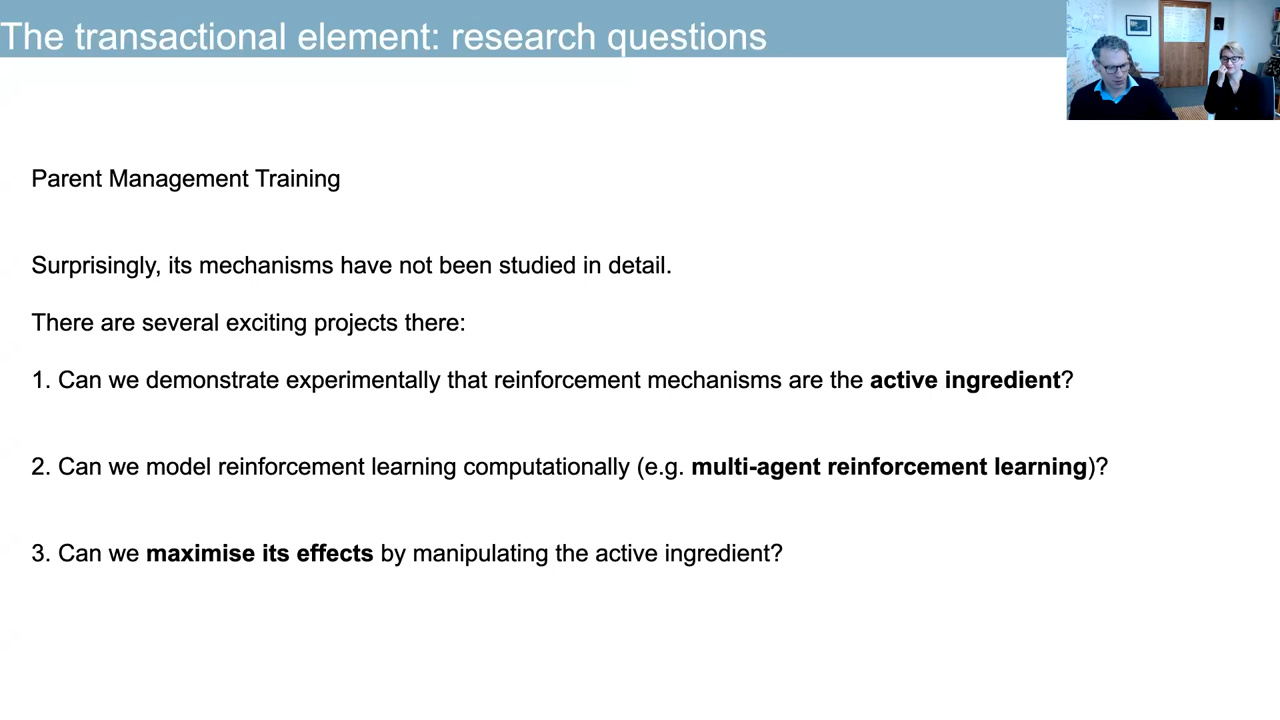 The transactional element: research questions
Parent Management Training
Surprisingly, its mechanisms have not been studied in detail.
There are several exciting projects there:
1. Can we demonstrate experimentally that reinforcement mechanisms are the active ingredient?
2. Can we model reinforcement learning computationally (e.g. multi-agent reinforcement learning)?
3. Can we maximise its effects by manipulating the active ingredient?